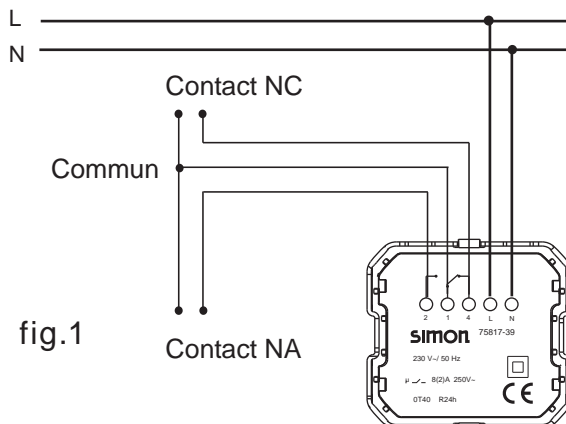 L
N
Contact NC
Commun
fig.1
Contact NA
2 1 4 L N
simon 75817-39
230 V~/ 50 Hz
µ 8(2)A 250V~
0T40 R24h
CE